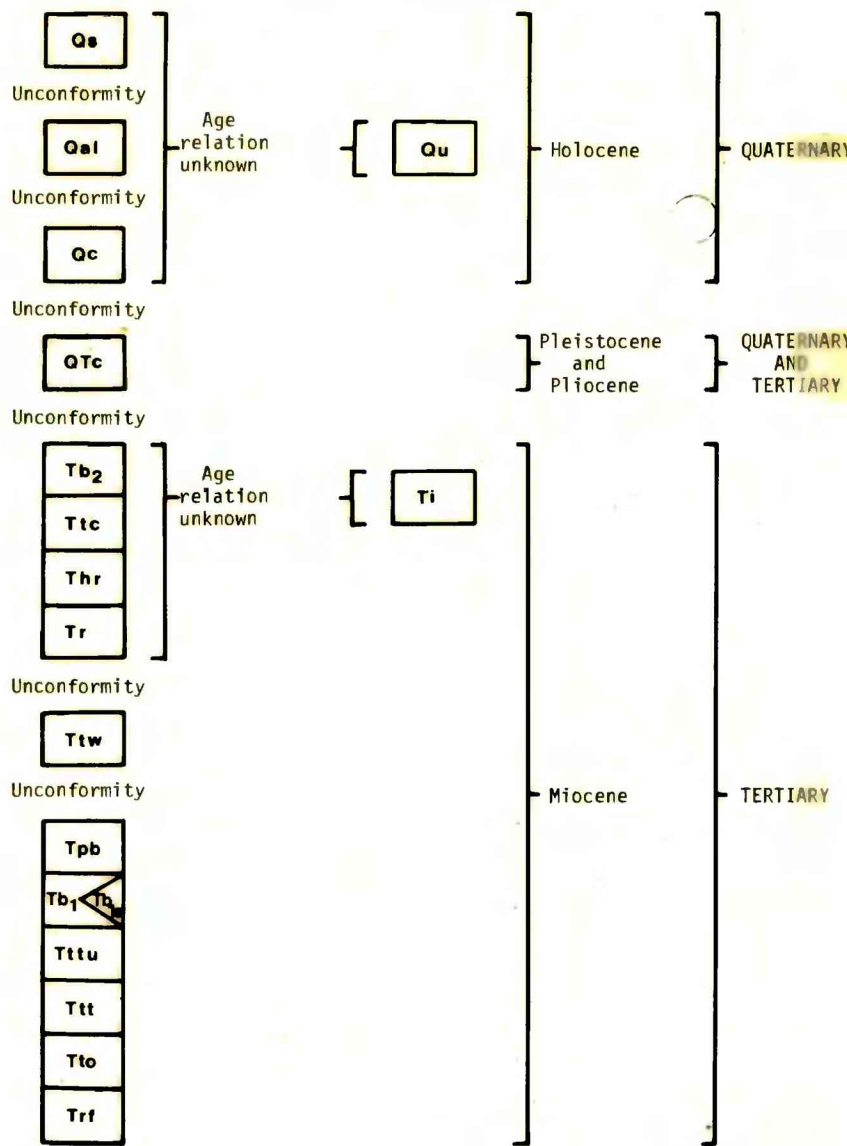 Qs
Unconformity
Age
relation
unknown
Qal
Qu
Holocene
QUATERNARY
Unconformity
Qc
Unconformity
QTc
Pleistocene
and
Pliocene
QUATERNARY
AND
TERTIARY
Unconformity
Tb2
Age
relation
unknown
Ti
Ttc
Thr
Tr
Unconformity
Ttw
Unconformity
Miocene
TERTIARY
Tpb
Tb1
Tttu
Ttt
Tto
Trf